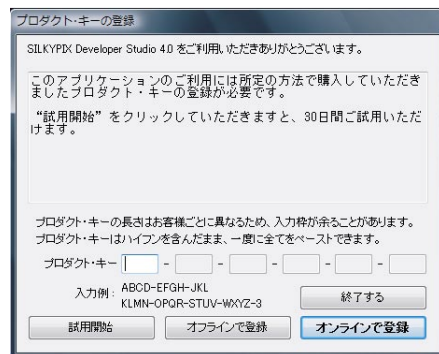 プロダクト・キーの登録
SILKYPIX Developer Studio 4.0 をご利用いただきありがとうございます。
このアプリケーションのご利用には所定の方法で購入していただき
ましたプロダクト・キーの登録が必要です。
“試用開始”をクリックしていただきますと、30日間ご試用いただ
けます。
プロダクト・キーの長さはお客様ごとに異なるため、入力枠が余ることがあります。
プロダクト・キーはハイフンを含んだまま、一度に全てをペーストできます。
プロダクト・キー - - - - -
入力例： ABCD-EFGH-JKL
KLMN-OPQR-STUV-WXYZ-3
終了する
試用開始 オフラインで登録 オンラインで登録